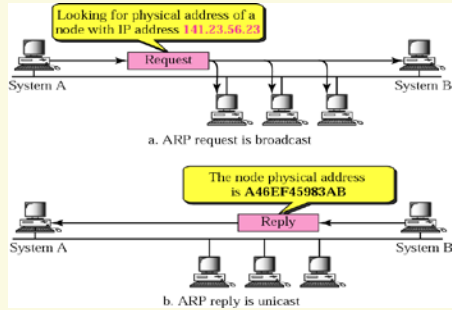 Looking for physical address of a
node with IP address 141.23.56.23
Request
System A
System B
a. ARP request is broadcast
The node physical address
is A46EF45983AB
Reply
System A
System B
b. ARP reply is unicast